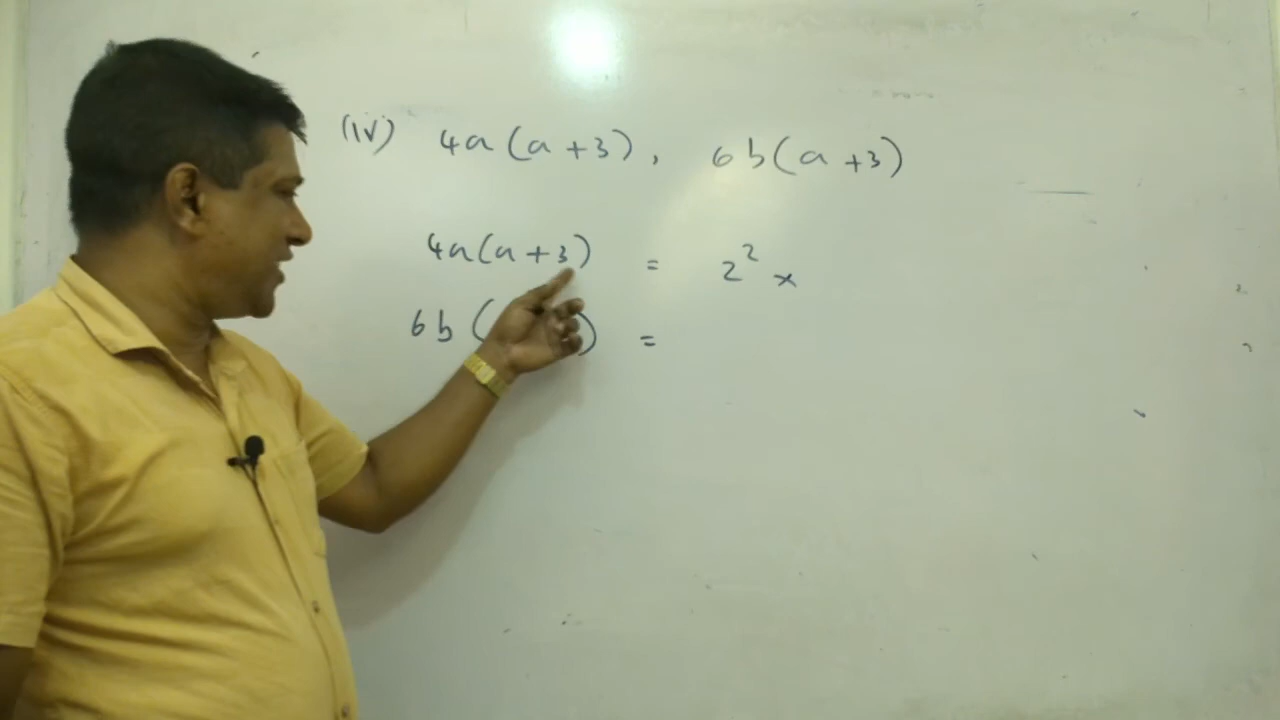 (iv) 4a(a+3), 6b(a+3)
4a(a+3) = 2² ×
6b( ) =